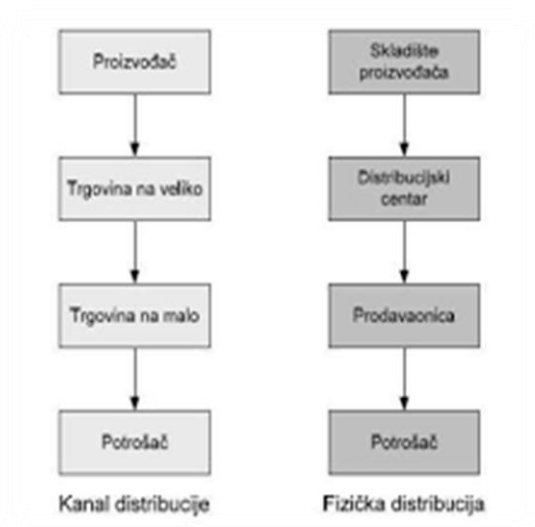 Proizvođač
Trgovina na veliko
Trgovina na malo
Potrošač
Kanal distribucije
Skladište
proizvođača
Distribucijski
centar
Prodavaonica
Potrošač
Fizička distribucija